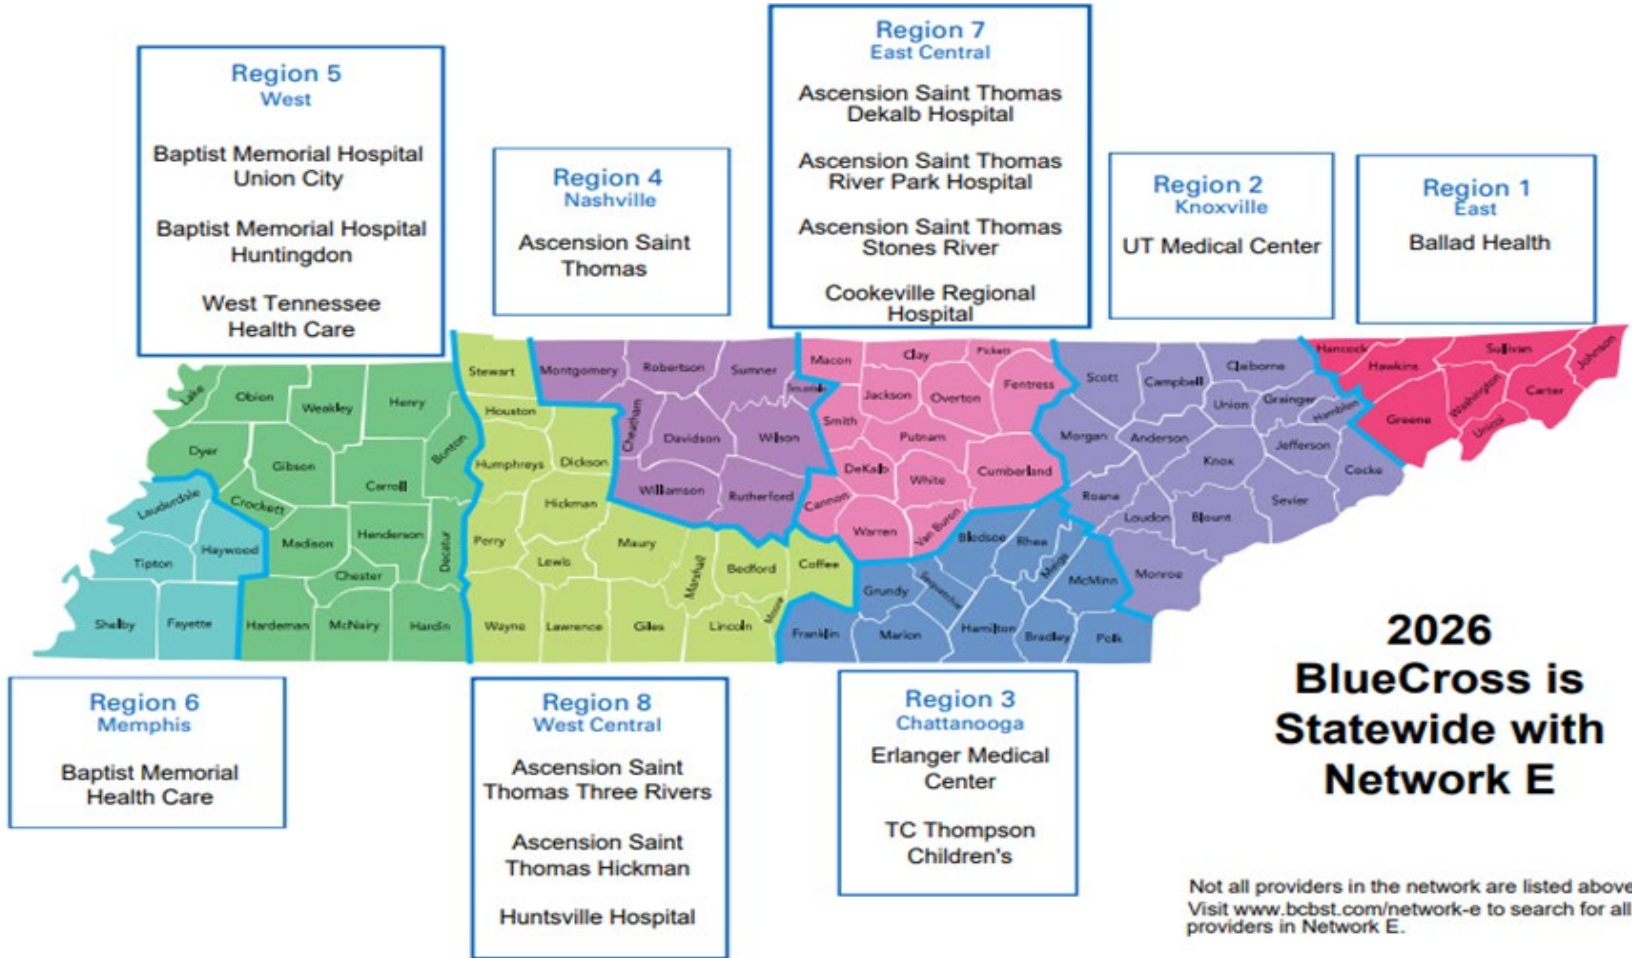 Region 5
West
Baptist Memorial Hospital
Union City
Baptist Memorial Hospital
Huntingdon
West Tennessee
Health Care
Region 4
Nashville
Ascension Saint
Thomas
Region 7
East Central
Ascension Saint Thomas
Dekalb Hospital
Ascension Saint Thomas
River Park Hospital
Ascension Saint Thomas
Stones River
Cookeville Regional
Hospital
Region 2
Knoxville
UT Medical Center
Region 1
East
Ballad Health
Lake
Obion
Weakley
Henry
Benton
Dyer
Gibson
Carroll
Crockett
Madison
Henderson
Decatur
Chester
Hardeman
McNairy
Hardin
Lauderdale
Haywood
Tipton
Shelby
Fayette
Stewart
Houston
Humphreys
Dickson
Hickman
Perry
Lewis
Maury
Marshall
Bedford
Coffee
Moore
Wayne
Lawrence
Giles
Lincoln
Montgomery
Robertson
Sumner
Trousdale
Cheatham
Davidson
Wilson
Williamson
Rutherford
Macon
Clay
Pickett
Jackson
Overton
Fentress
Smith
Putnam
DeKalb
White
Cumberland
Cannon
Warren
Van Buren
Scott
Campbell
Claiborne
Union
Grainger
Hamblen
Morgan
Anderson
Knox
Jefferson
Cocke
Roane
Loudon
Blount
Sevier
Monroe
Hancock
Hawkins
Sullivan
Johnson
Greene
Washington
Carter
Unicoi
Bledsoe
Rhea
Meigs
McMinn
Grundy
Sequatchie
Franklin
Marion
Hamilton
Bradley
Polk
Region 6
Memphis
Baptist Memorial
Health Care
Region 8
West Central
Ascension Saint
Thomas Three Rivers
Ascension Saint
Thomas Hickman
Huntsville Hospital
Region 3
Chattanooga
Erlanger Medical
Center
TC Thompson
Children's
2026
BlueCross is
Statewide with
Network E
Not all providers in the network are listed above
Visit www.bcbst.com/network-e to search for all
providers in Network E.